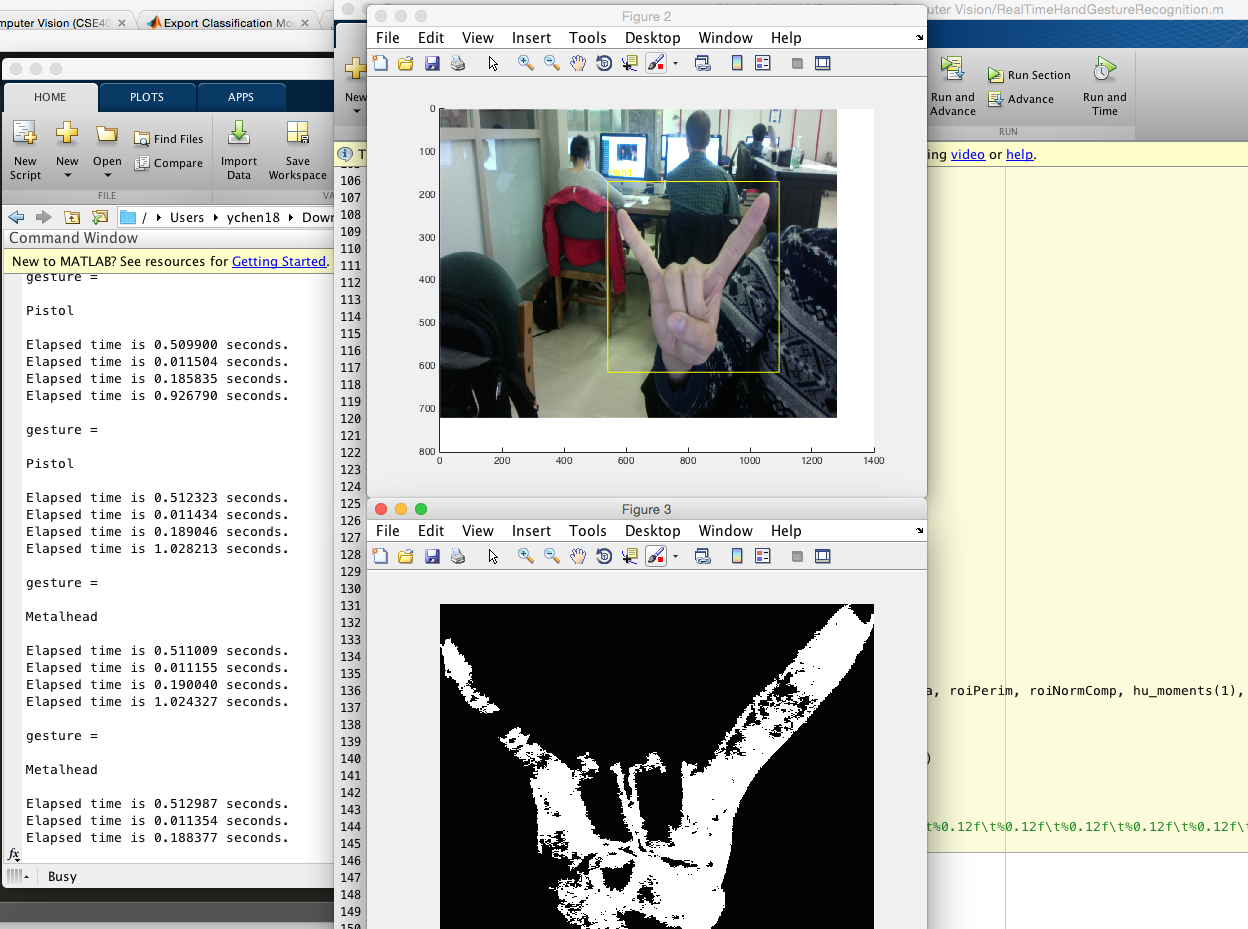 mputer Vision (CSE40
Export Classification Mo
uter Vision/RealTimeHandGestureRecognition.m
HOME
PLOTS
APPS
New Script
New
Open
Find Files
Compare
Import Data
Save Workspace
FILE
VA
/ Users ychen18 Dow
Command Window
New to MATLAB? See resources for Getting Started.
gesture =
Pistol
Elapsed time is 0.509900 seconds.
Elapsed time is 0.011504 seconds.
Elapsed time is 0.185835 seconds.
Elapsed time is 0.926790 seconds.
gesture =
Pistol
Elapsed time is 0.512323 seconds.
Elapsed time is 0.011434 seconds.
Elapsed time is 0.189046 seconds.
Elapsed time is 1.028213 seconds.
gesture =
Metalhead
Elapsed time is 0.511009 seconds.
Elapsed time is 0.011155 seconds.
Elapsed time is 0.190040 seconds.
Elapsed time is 1.024327 seconds.
gesture =
Metalhead
Elapsed time is 0.512987 seconds.
Elapsed time is 0.011354 seconds.
Elapsed time is 0.188377 seconds.
fx
Busy
New
T
106
107
108
109
110
111
112
113
114
115
116
117
118
119
120
121
122
123
124
125
126
127
128
129
130
131
132
133
134
135
136
137
138
139
140
141
142
143
144
145
146
147
148
149
150
Figure 2
File Edit View Insert Tools Desktop Window Help
0
100
200
300
400
500
600
700
800
0 200 400 600 800 1000 1200 1400
Figure 3
File Edit View Insert Tools Desktop Window Help
Run and Advance
Run Section
Advance
Run and Time
RUN
ing video or help.
a, roiPerim, roiNormComp, hu_moments(1),
)
t%0.12f\t%0.12f\t%0.12f\t%0.12f\t%0.12f\t